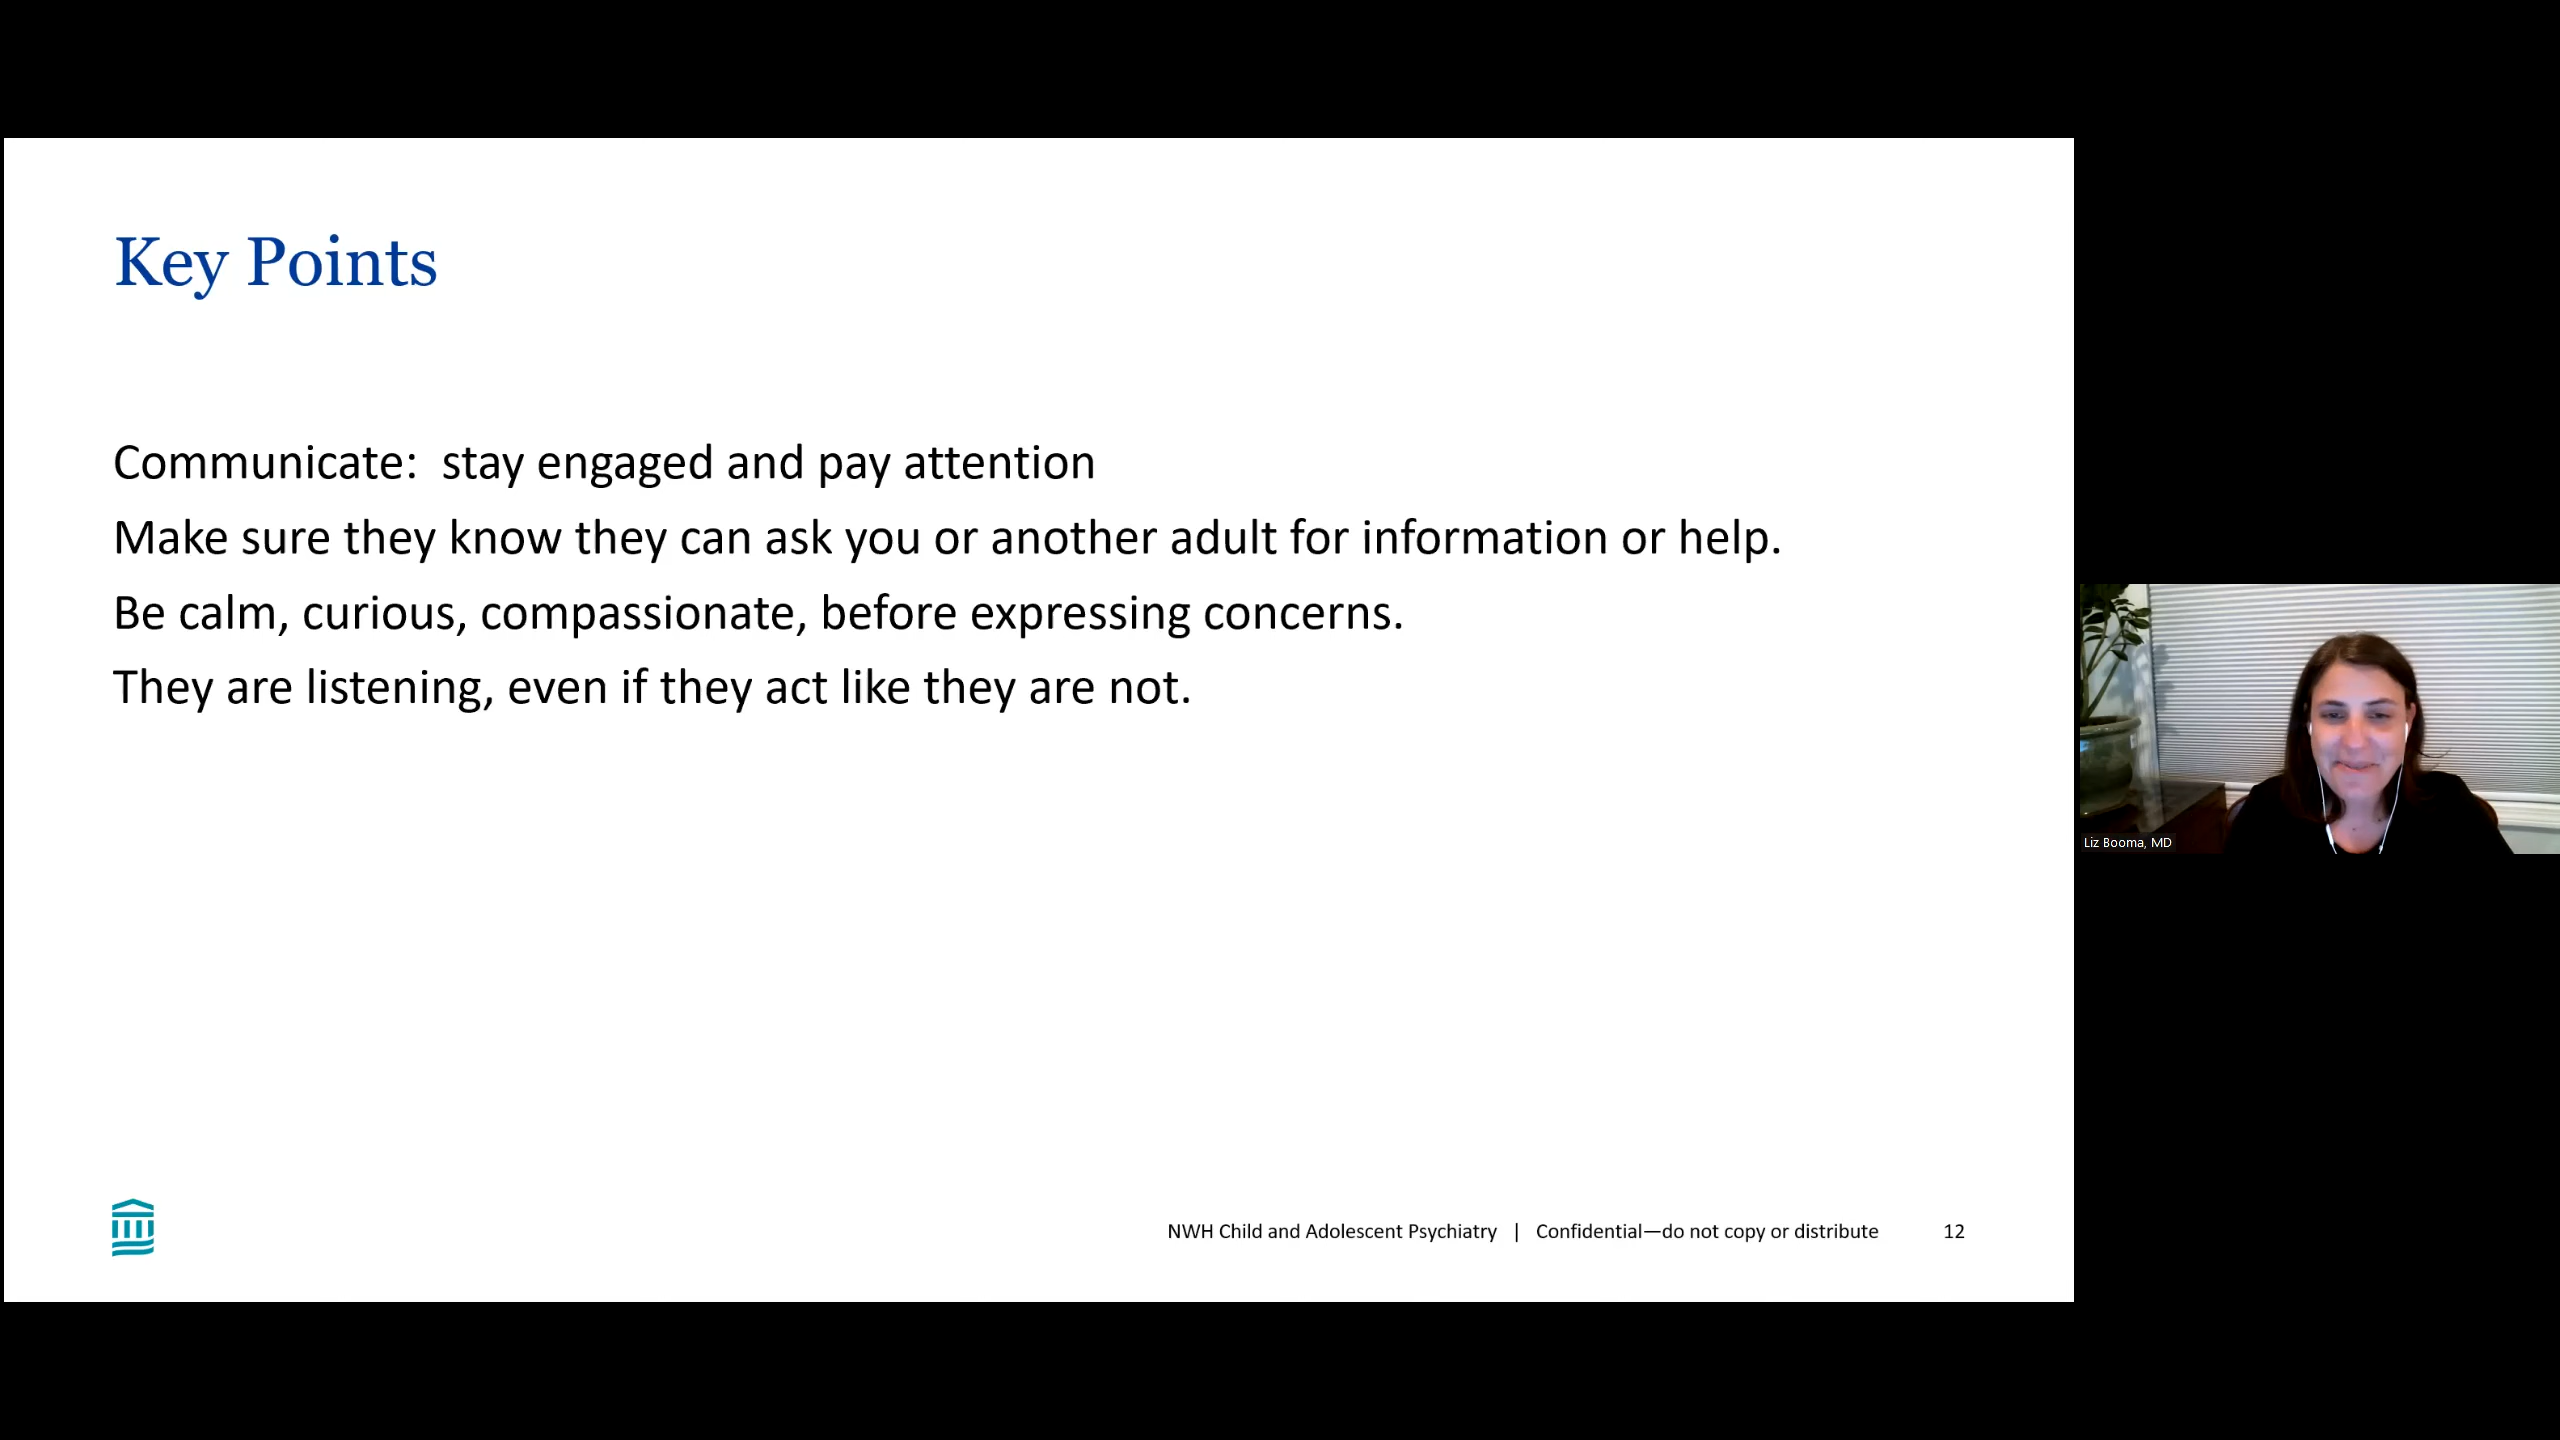 Key Points
Communicate:  stay engaged and pay attention
Make sure they know they can ask you or another adult for information or help.
Be calm, curious, compassionate, before expressing concerns.
They are listening, even if they act like they are not.
Liz Booma, MD
NWH Child and Adolescent Psychiatry | Confidential—do not copy or distribute 12